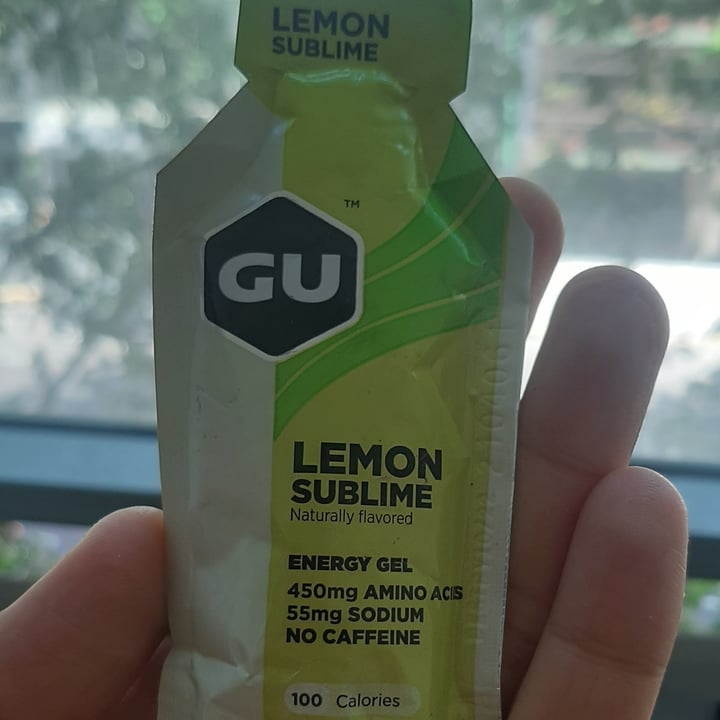 LEMON
SUBLIME
™
GU
LEMON
SUBLIME
Naturally flavored
ENERGY GEL
450mg AMINO ACIDS
55mg SODIUM
NO CAFFEINE
100 Calories